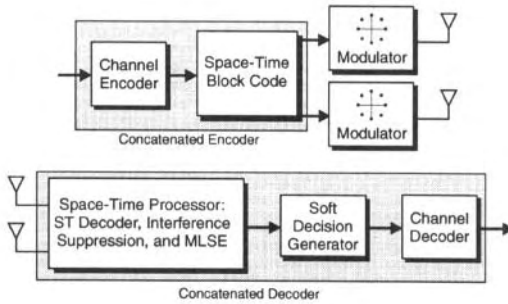 Channel
Encoder
Space-Time
Block Code
Modulator
Modulator
Concatenated Encoder
Space-Time Processor:
ST Decoder, Interference
Suppression, and MLSE
Soft
Decision
Generator
Channel
Decoder
Concatenated Decoder